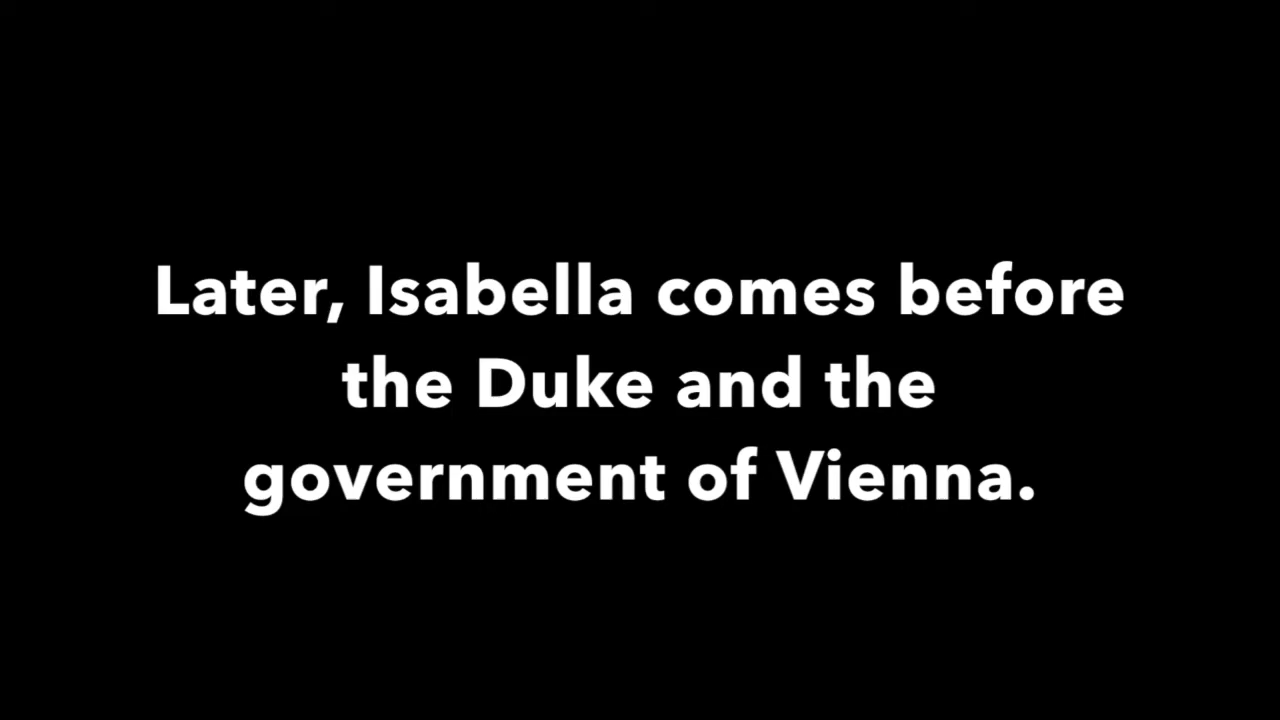 Later, Isabella comes before
the Duke and the
government of Vienna.